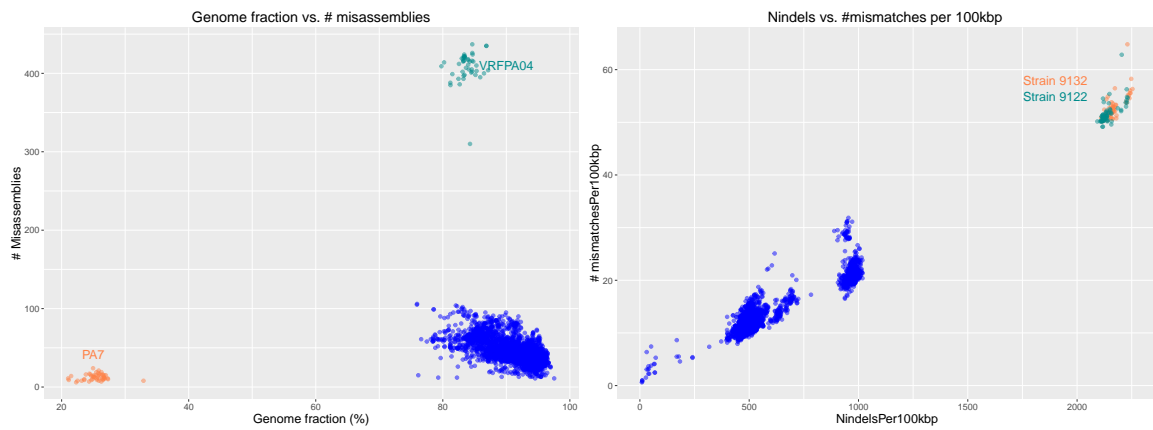 Genome fraction vs. # misassemblies
# Misassemblies
400
300
200
100
0
VRFPA04
PA7
20 40 60 80 100
Genome fraction (%)
Nindels vs. #mismatches per 100kbp
# mismatchesPer100kbp
60
40
20
0
Strain 9132
Strain 9122
0 500 1000 1500 2000
NindelsPer100kbp